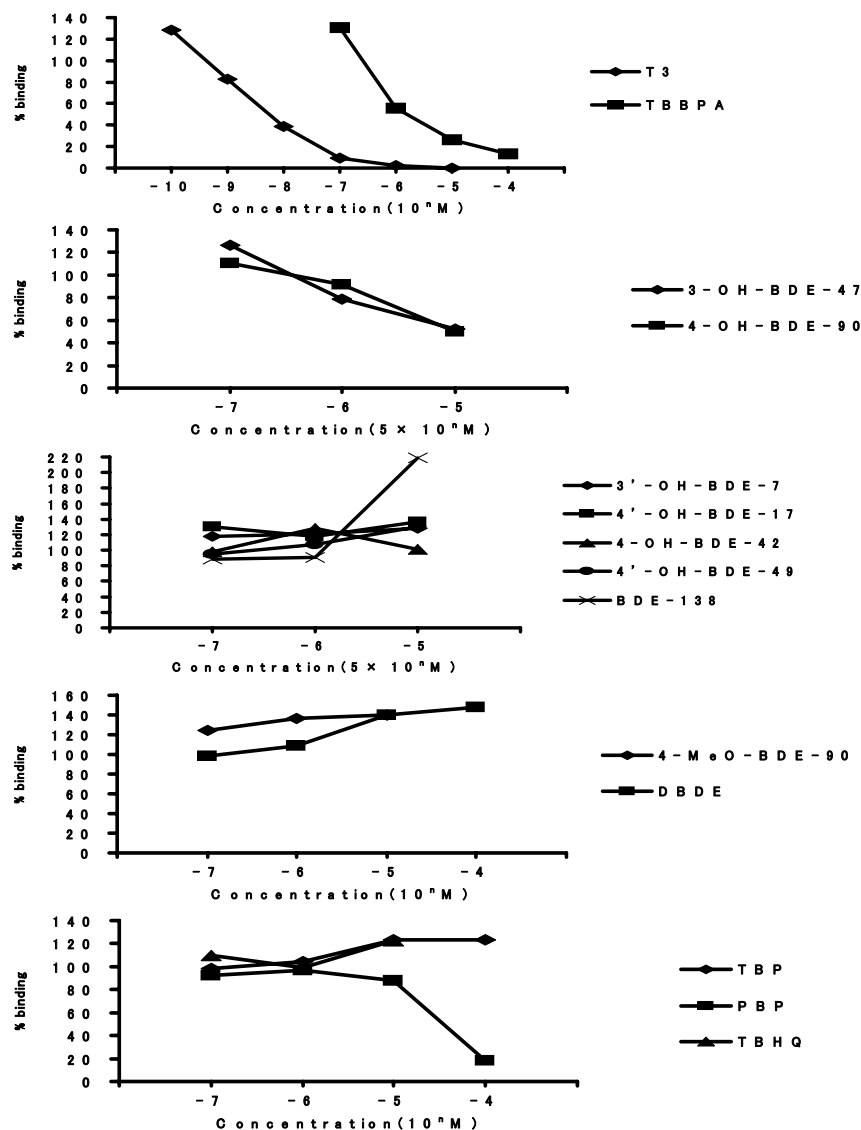 140
120
100
80
60
40
20
0
% binding
-10 -9 -8 -7 -6 -5 -4
Concentration(10ⁿM)
T3
TBBPA
140
120
100
80
60
40
20
0
% binding
-7 -6 -5
Concentration(5 × 10ⁿM)
3-OH-BDE-47
4-OH-BDE-90
220
200
180
160
140
120
100
80
60
40
20
0
% binding
-7 -6 -5
Concentration(5 × 10ⁿM)
3'-OH-BDE-7
4'-OH-BDE-17
4-OH-BDE-42
4'-OH-BDE-49
BDE-138
160
140
120
100
80
60
40
20
0
% binding
-7 -6 -5 -4
Concentration(10ⁿM)
4-MeO-BDE-90
DBDE
140
120
100
80
60
40
20
0
% binding
-7 -6 -5 -4
Concentration(10ⁿM)
TBP
PBP
TBHQ